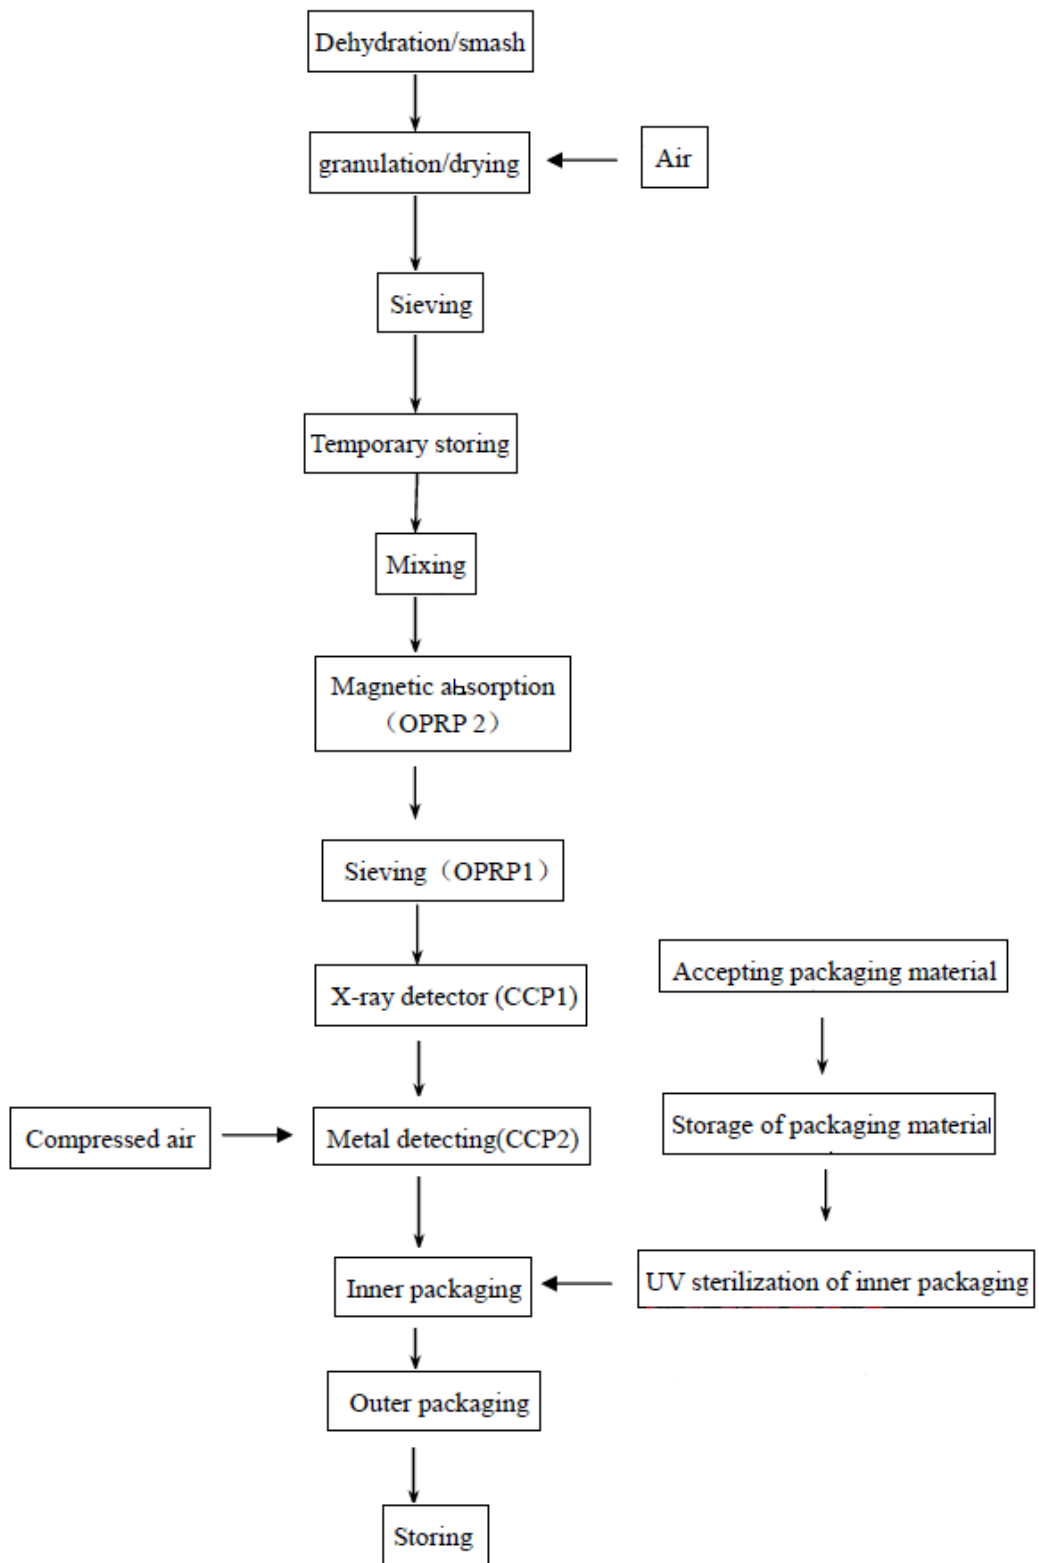 Dehydration/smash
granulation/drying
Air
Sieving
Temporary storing
Mixing
Magnetic absorption
（OPRP 2）
Sieving（OPRP1）
X-ray detector (CCP1)
Accepting packaging material
Storage of packaging material
Compressed air
Metal detecting(CCP2)
UV sterilization of inner packaging
Inner packaging
Outer packaging
Storing